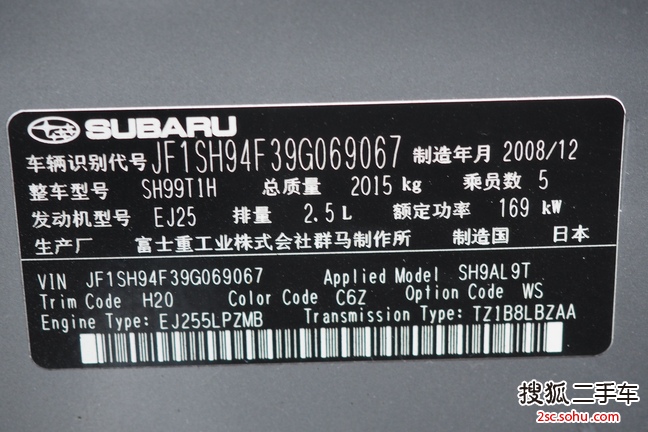 SUBARU
车辆识别代号 JF1SH94F39G069067 制造年月 2008/12
整车型号 SH99T1H 总质量 2015 kg 乘员数 5
发动机型号 EJ25 排量 2.5 L 额定功率 169 kW
生产厂 富士重工业株式会社群马制作所 制造国 日本
VIN JF1SH94F39G069067 Applied Model SH9AL9T
Trim Code H20 Color Code C6Z Option Code WS
Engine Type: EJ255LPZMB Transmission Type: TZ1B8LBZAA
搜狐二手车
2sc.sohu.com